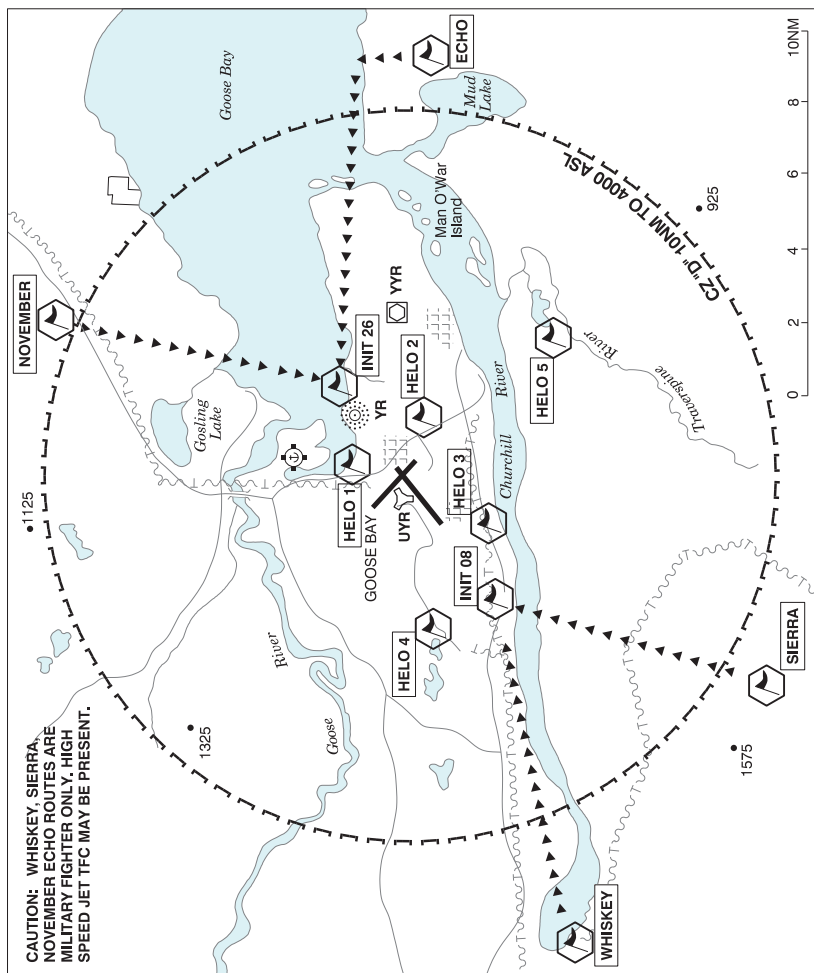 CAUTION: WHISKEY, SIERRA,
NOVEMBER ECHO ROUTES ARE
MILITARY FIGHTER ONLY. HIGH
SPEED JET TFC MAY BE PRESENT.
1125
NOVEMBER
Goose Bay
ECHO
Mud
Lake
Gosling
Lake
1325
River
Goose
HELO 1
GOOSE BAY
YR
INIT 26
YYR
Man O'War
Island
UYR
HELO 2
HELO 4
INIT 08
HELO 3
Churchill
River
HELO 5
Traverspine
River
CZ "D" 10NM TO 4000 ASL
925
WHISKEY
1575
SIERRA
0
2
4
6
8
10NM